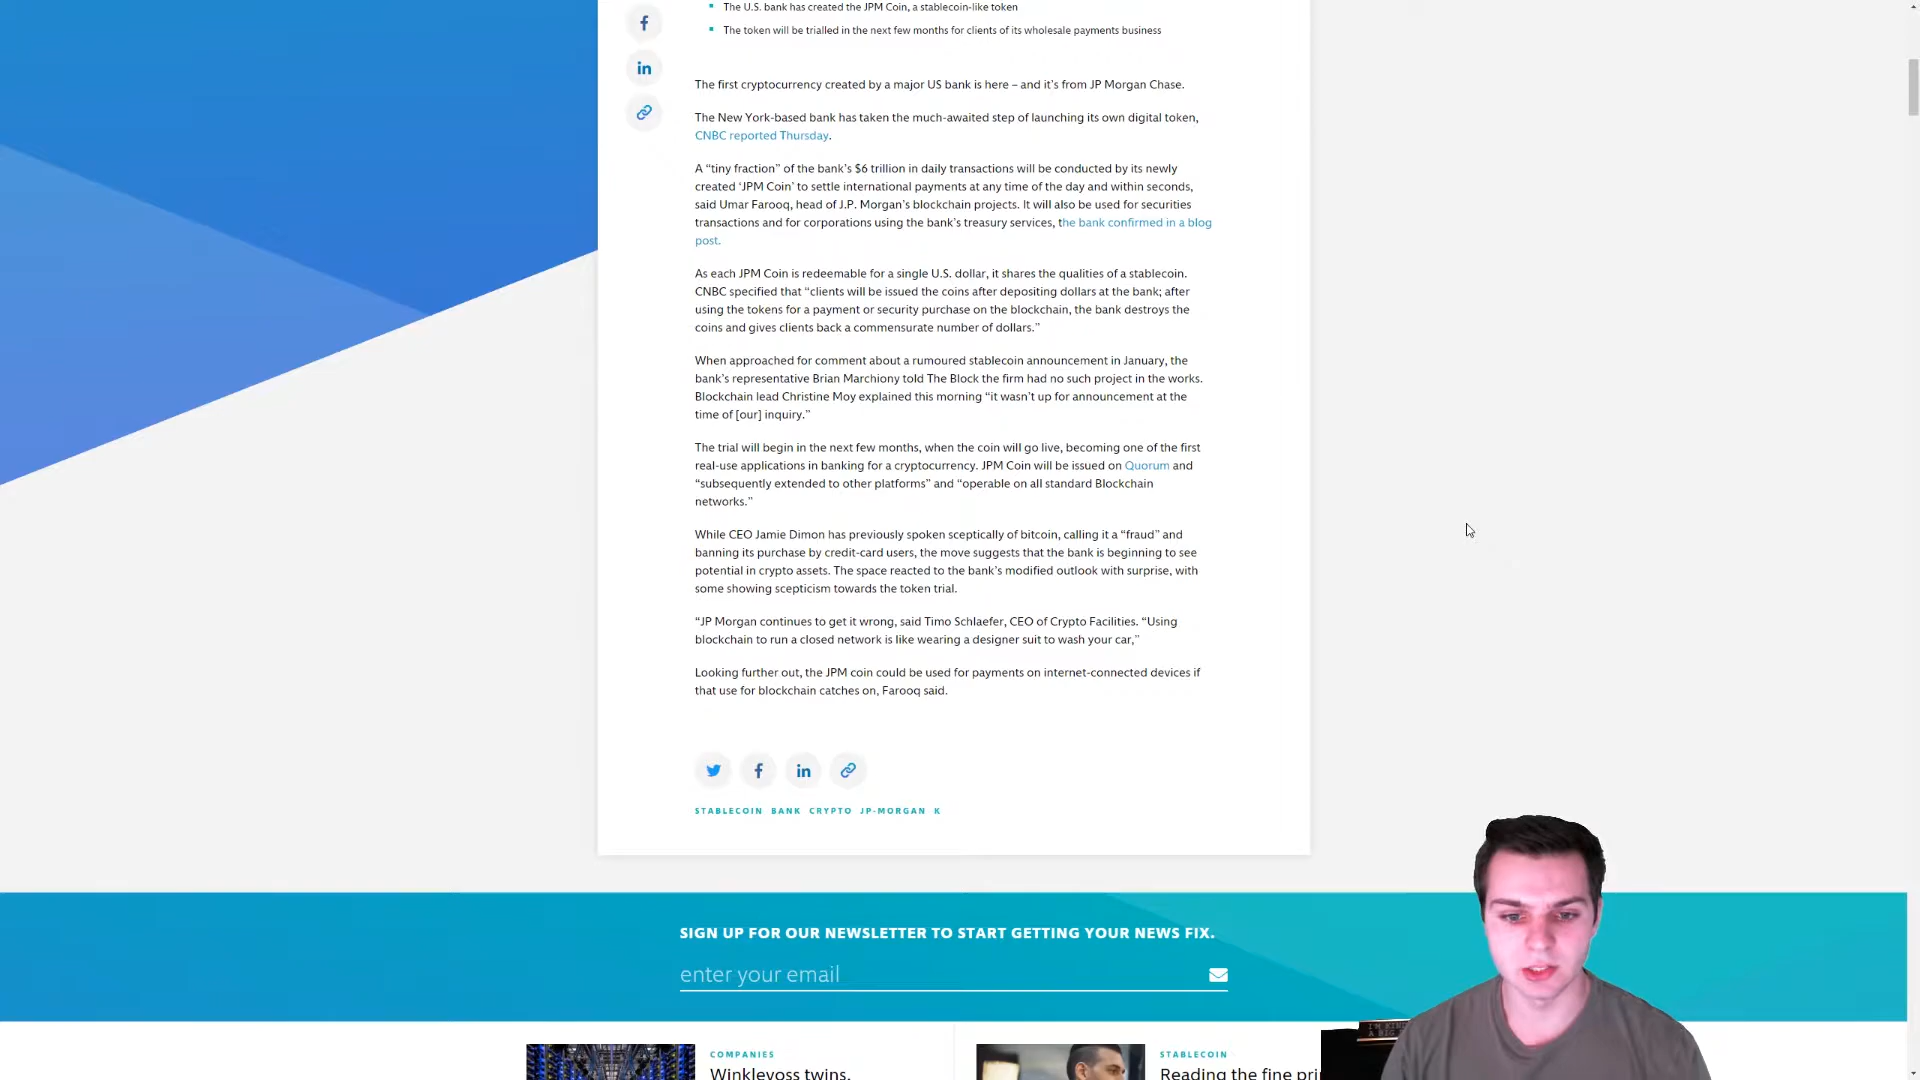 The U.S. bank has created the JPM Coin, a stablecoin-like token
The token will be trialled in the next few months for clients of its wholesale payments business
The first cryptocurrency created by a major US bank is here – and it's from JP Morgan Chase.
The New York-based bank has taken the much-awaited step of launching its own digital token,
CNBC reported Thursday.
A “tiny fraction” of the bank's $6 trillion in daily transactions will be conducted by its newly
created ‘JPM Coin’ to settle international payments at any time of the day and within seconds,
said Umar Farooq, head of J.P. Morgan's blockchain projects. It will also be used for securities
transactions and for corporations using the bank's treasury services, the bank confirmed in a blog
post.
As each JPM Coin is redeemable for a single U.S. dollar, it shares the qualities of a stablecoin.
CNBC specified that “clients will be issued the coins after depositing dollars at the bank; after
using the tokens for a payment or security purchase on the blockchain, the bank destroys the
coins and gives clients back a commensurate number of dollars.”
When approached for comment about a rumoured stablecoin announcement in January, the
bank's representative Brian Marchiony told The Block the firm had no such project in the works.
Blockchain lead Christine Moy explained this morning “it wasn't up for announcement at the
time of [our] inquiry.”
The trial will begin in the next few months, when the coin will go live, becoming one of the first
real-use applications in banking for a cryptocurrency. JPM Coin will be issued on Quorum and
“subsequently extended to other platforms” and “operable on all standard Blockchain
networks.”
While CEO Jamie Dimon has previously spoken sceptically of bitcoin, calling it a “fraud” and
banning its purchase by credit-card users, the move suggests that the bank is beginning to see
potential in crypto assets. The space reacted to the bank's modified outlook with surprise, with
some showing scepticism towards the token trial.
“JP Morgan continues to get it wrong, said Timo Schlaefer, CEO of Crypto Facilities. “Using
blockchain to run a closed network is like wearing a designer suit to wash your car,”
Looking further out, the JPM coin could be used for payments on internet-connected devices if
that use for blockchain catches on, Farooq said.
STABLECOIN BANK CRYPTO JP-MORGAN K
SIGN UP FOR OUR NEWSLETTER TO START GETTING YOUR NEWS FIX.
enter your email
COMPANIES
Winklevoss twins,
STABLECOIN
Reading the fine